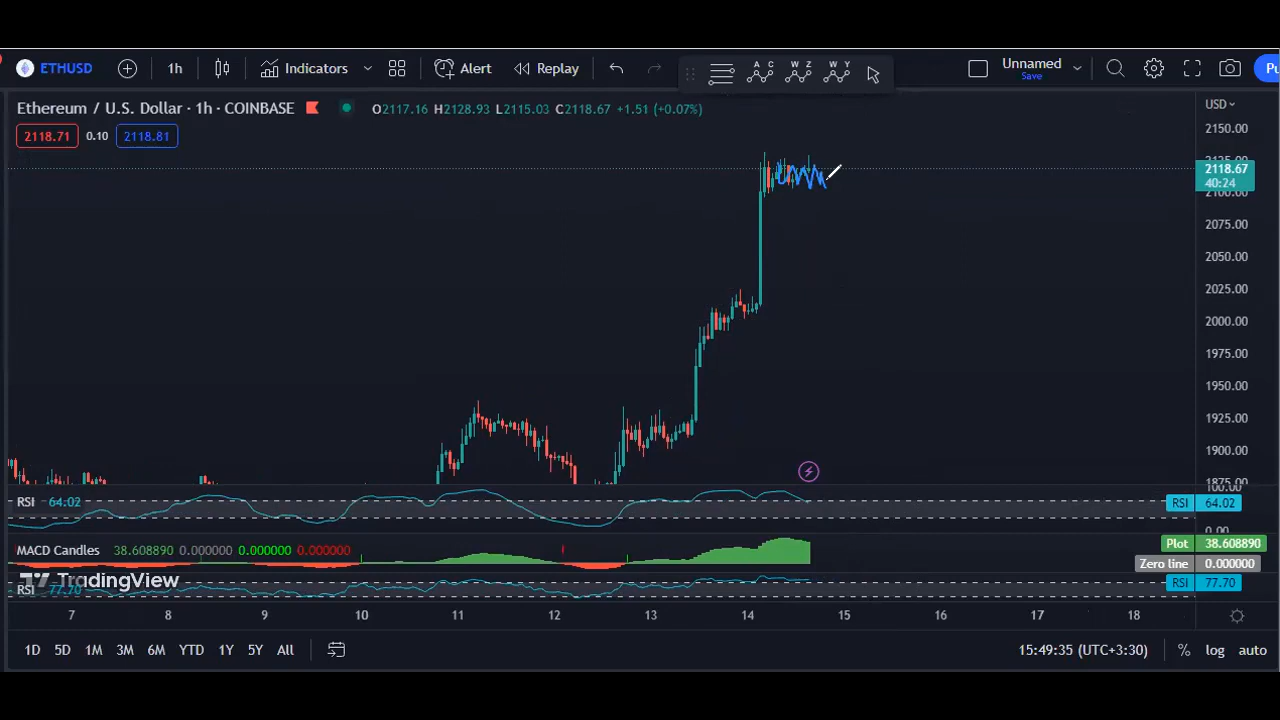 ETHUSD 1h Indicators Alert Replay Unnamed Save Pu
A C W Z W Y
Ethereum / U.S. Dollar · 1h · COINBASE O2117.16 H2128.93 L2115.03 C2118.67 +1.51 (+0.07%) USD
2118.71 0.10 2118.81
2150.00
2118.67
40:24
2100.00
2075.00
2050.00
2025.00
2000.00
1975.00
1950.00
1925.00
1900.00
1875.00
RSI 64.02 RSI 64.02
0.00
MACD Candles 38.608890 0.000000 0.000000 0.000000 Plot 38.608890
Zero line 0.000000
TradingView
RSI 77.70 RSI 77.70
7 8 9 10 11 12 13 14 15 16 17 18
1D 5D 1M 3M 6M YTD 1Y 5Y All 15:49:35 (UTC+3:30) % log auto